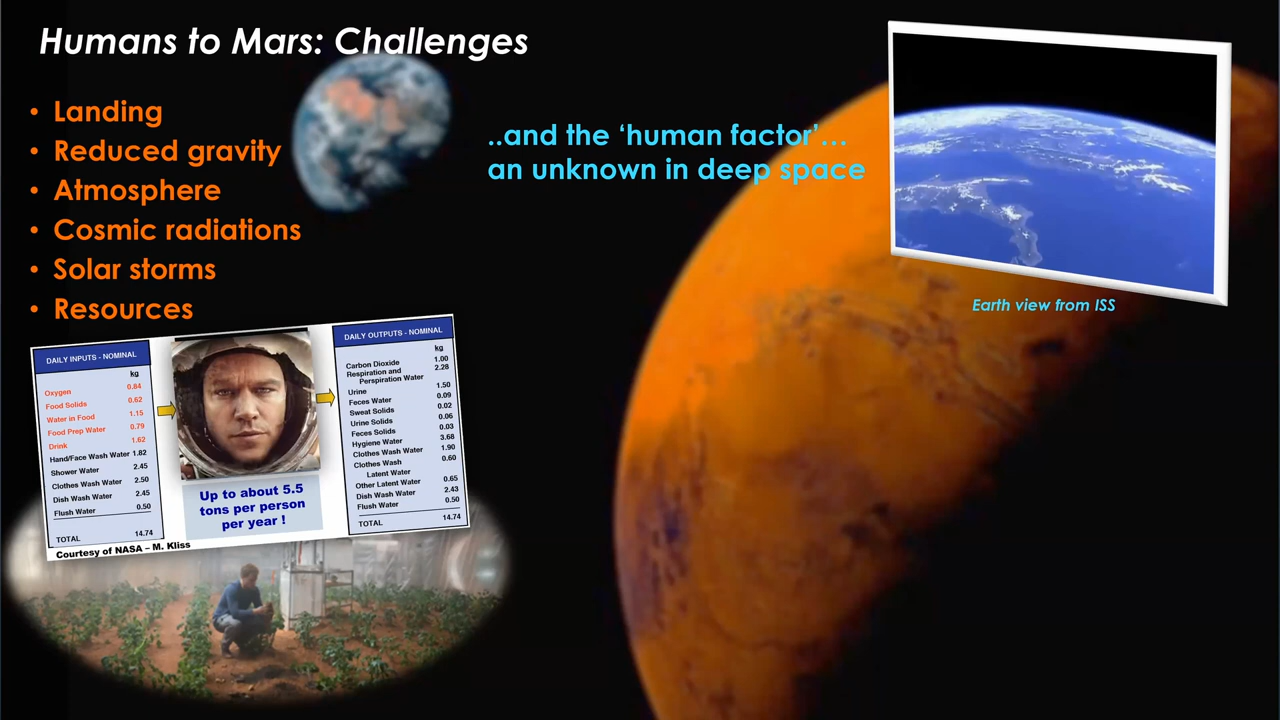 Humans to Mars: Challenges
• Landing
• Reduced gravity
• Atmosphere
• Cosmic radiations
• Solar storms
• Resources
..and the ‘human factor’...
an unknown in deep space
Earth view from ISS
DAILY INPUTS - NOMINAL
kg
Oxygen 0.84
Food Solids 0.62
Water in Food 1.15
Food Prep Water 0.79
Drink 1.62
Hand/Face Wash Water 1.82
Shower Water 2.45
Clothes Wash Water 2.50
Dish Wash Water 2.45
Flush Water 0.50
TOTAL 14.74
Up to about 5.5
tons per person
per year !
DAILY OUTPUTS - NOMINAL
kg
Carbon Dioxide 1.00
Respiration and 2.28
Perspiration Water
Urine 1.50
Feces Water 0.09
Sweat Solids 0.02
Urine Solids 0.06
Feces Solids 0.03
Hygiene Water 3.68
Clothes Wash Water 1.90
Clothes Wash 0.60
Latent Water
Other Latent Water 0.65
Dish Wash Water 2.43
Flush Water 0.50
TOTAL 14.74
Courtesy of NASA – M. Kliss